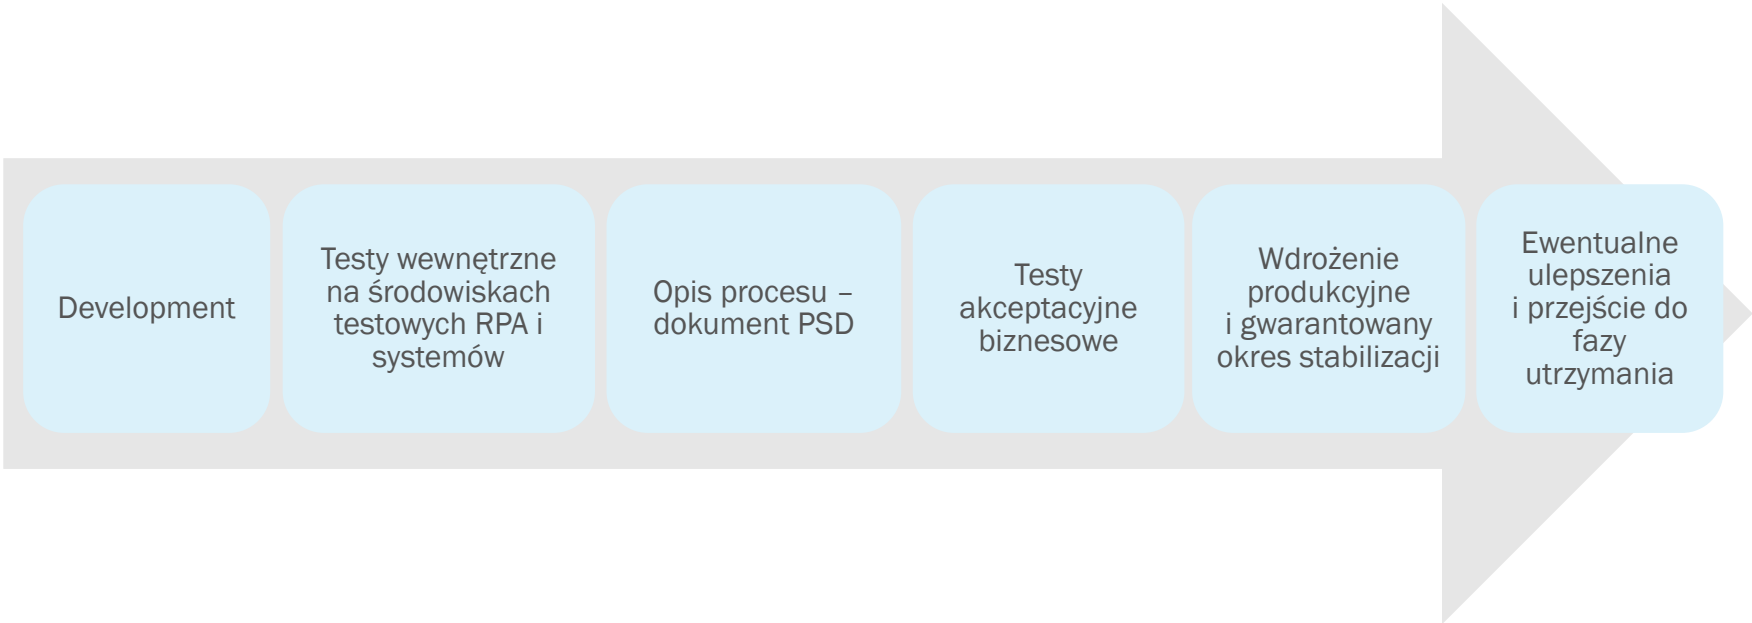 Development
Testy wewnętrzne
na środowiskach
testowych RPA i
systemów
Opis procesu –
dokument PSD
Testy
akceptacyjne
biznesowe
Wdrożenie
produkcyjne
i gwarantowany
okres stabilizacji
Ewentualne
ulepszenia
i przejście do
fazy
utrzymania